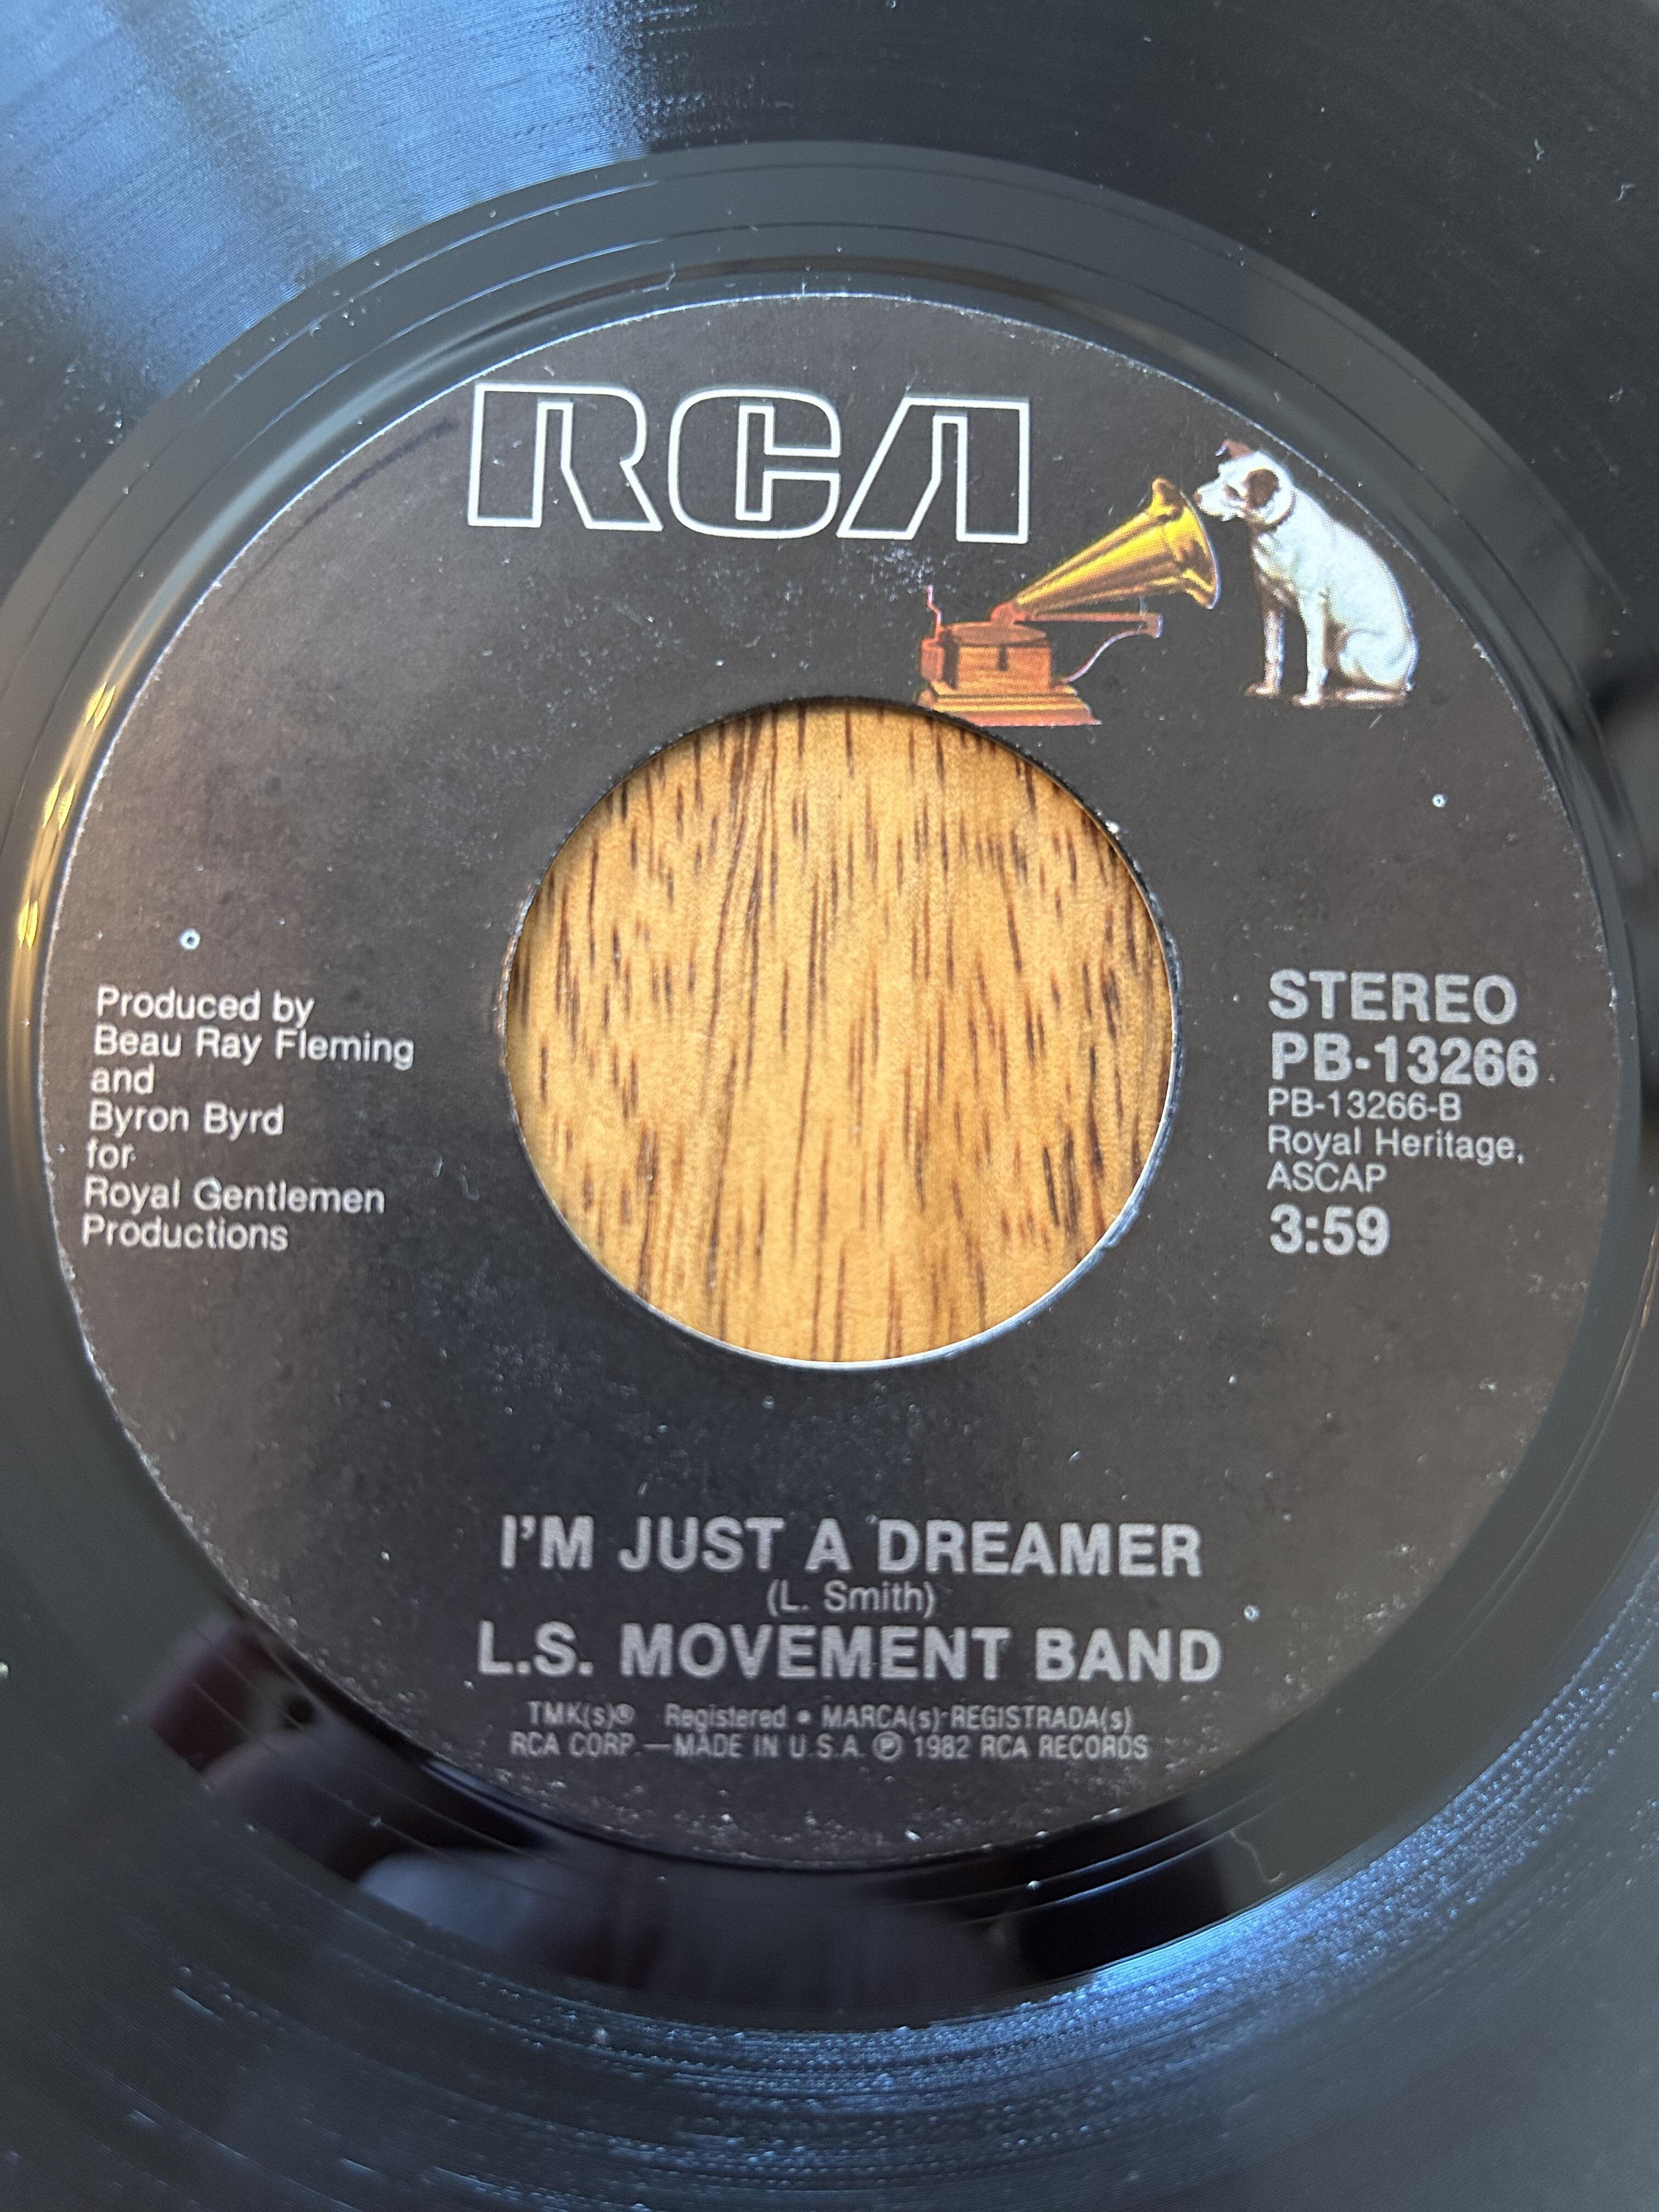 RCA
Produced by
Beau Ray Fleming
and
Byron Byrd
for
Royal Gentlemen
Productions
STEREO
PB-13266
PB-13266-B
Royal Heritage,
ASCAP
3:59
I'M JUST A DREAMER
(L. Smith)
L.S. MOVEMENT BAND
TMK(s)® Registered • MARCA(s) REGISTRADA(s)
RCA CORP.—MADE IN U.S.A. ℗ 1982 RCA RECORDS